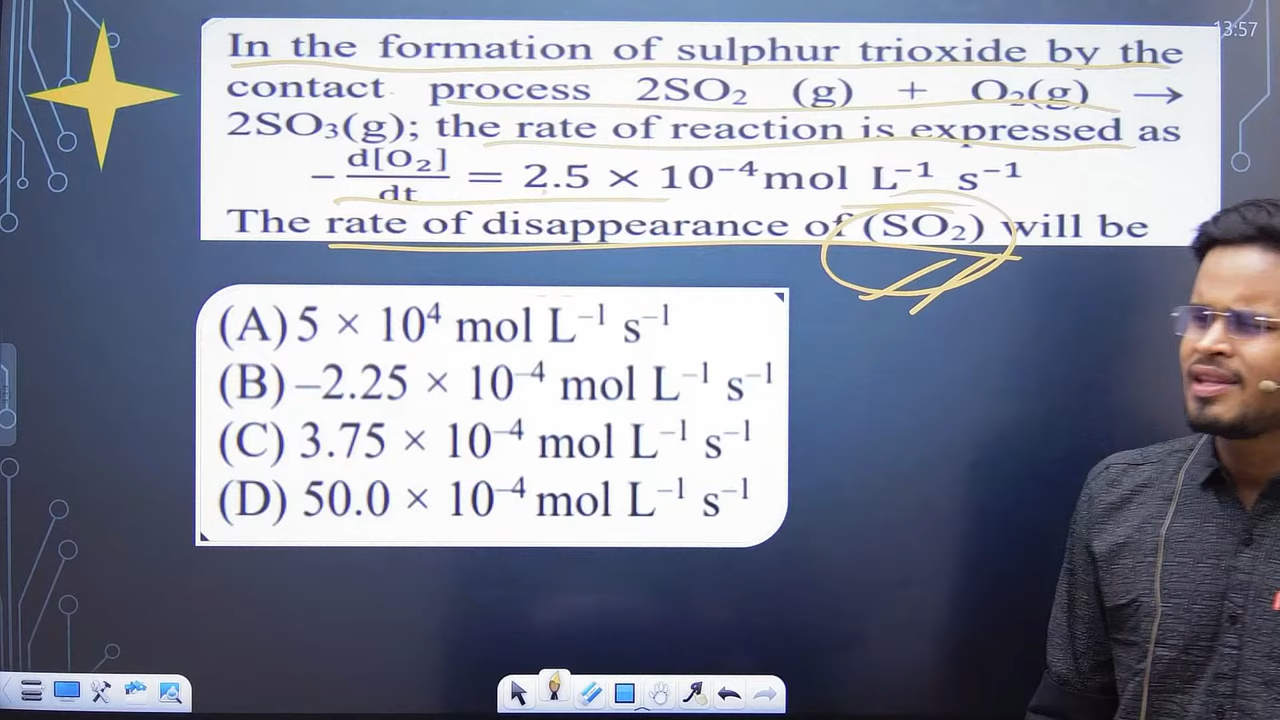 13:57
In the formation of sulphur trioxide by the
contact process 2SO₂ (g) + O₂(g) →
2SO₃(g); the rate of reaction is expressed as
− d[O₂]/dt = 2.5 × 10⁻⁴ mol L⁻¹ s⁻¹
The rate of disappearance of (SO₂) will be
(A) 5 × 10⁴ mol L⁻¹ s⁻¹
(B) –2.25 × 10⁻⁴ mol L⁻¹ s⁻¹
(C) 3.75 × 10⁻⁴ mol L⁻¹ s⁻¹
(D) 50.0 × 10⁻⁴ mol L⁻¹ s⁻¹